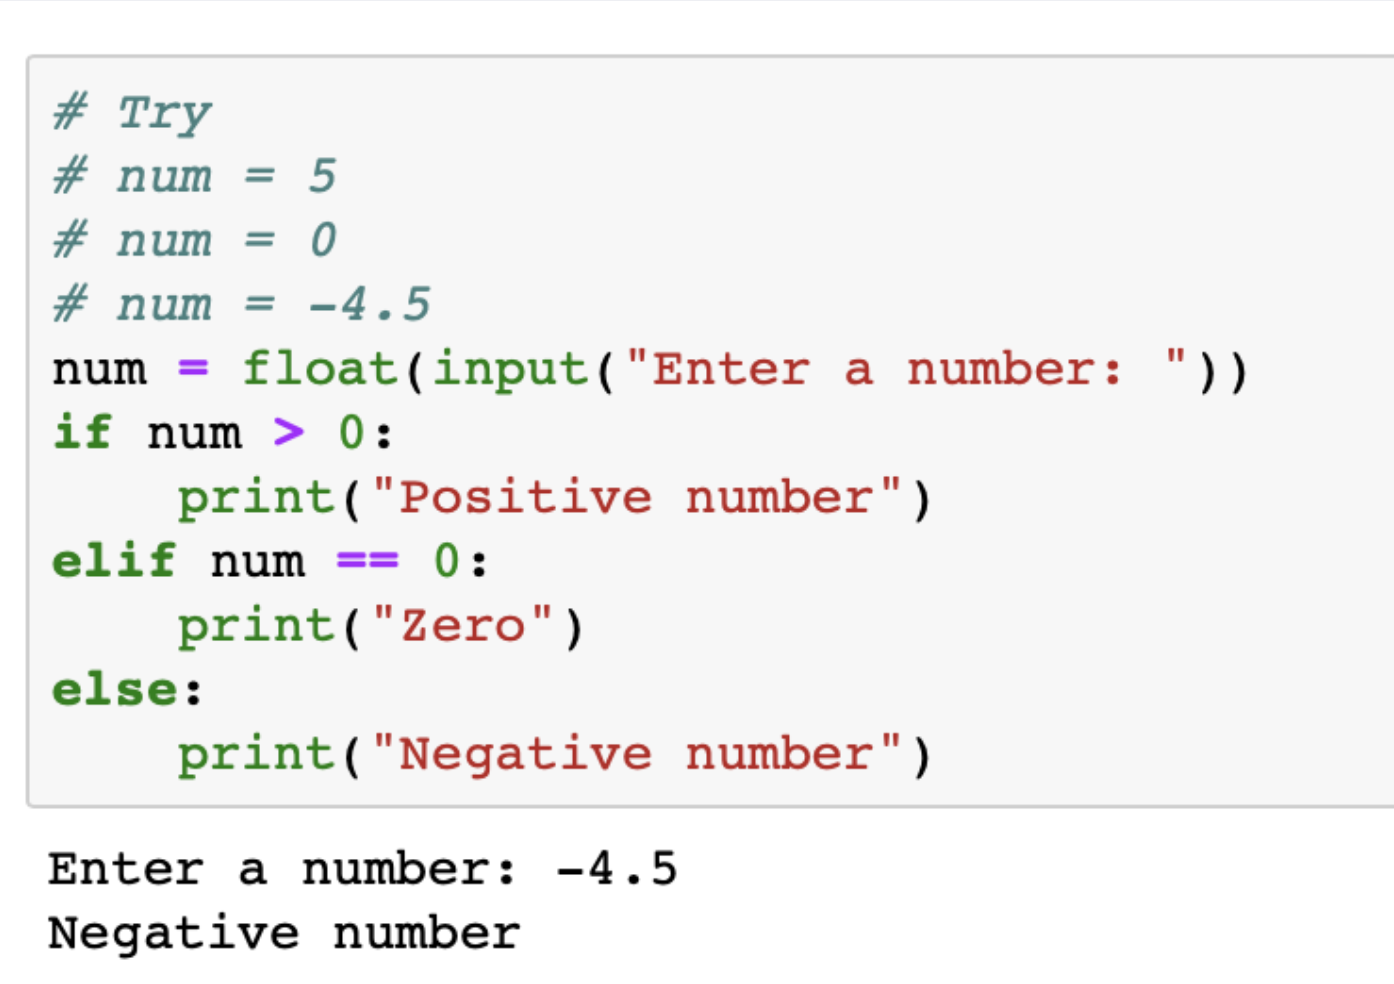 # Try
# num = 5
# num = 0
# num = -4.5
num = float(input("Enter a number: "))
if num > 0:
    print("Positive number")
elif num == 0:
    print("Zero")
else:
    print("Negative number")
Enter a number: -4.5
Negative number